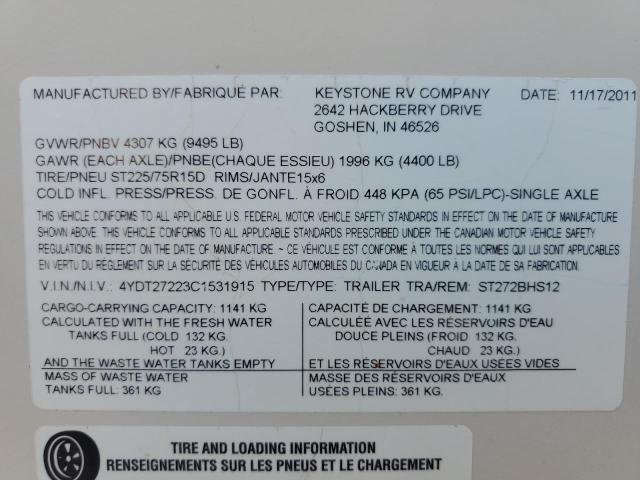 MANUFACTURED BY/FABRIQUÉ PAR: KEYSTONE RV COMPANY DATE: 11/17/2011
2642 HACKBERRY DRIVE
GOSHEN, IN 46526
GVWR/PNBV 4307 KG (9495 LB)
GAWR (EACH AXLE)/PNBE(CHAQUE ESSIEU) 1996 KG (4400 LB)
TIRE/PNEU ST225/75R15D RIMS/JANTE15x6
COLD INFL. PRESS/PRESS. DE GONFL. À FROID 448 KPA (65 PSI/LPC)-SINGLE AXLE
THIS VEHICLE CONFORMS TO ALL APPLICABLE U.S. FEDERAL MOTOR VEHICLE SAFETY STANDARDS IN EFFECT ON THE DATE OF MANUFACTURE
SHOWN ABOVE. THIS VEHICLE CONFORMS TO ALL APPLICABLE STANDARDS PRESCRIBED UNDER THE CANADIAN MOTOR VEHICLE SAFETY
REGULATIONS IN EFFECT ON THE DATE OF MANUFACTURE ~ CE VÉHICULE EST CONFORME À TOUTES LES NORMES QUI LUI SONT APPLICABLES
EN VERTU DU RÈGLEMENT SUR LA SÉCURITÉ DES VÉHICULES AUTOMOBILES DU CANADA EN VIGUEUR À LA DATE DE SA FABRICATION.
V.I.N./N.I.V.: 4YDT27223C1531915 TYPE/TYPE: TRAILER TRA/REM: ST272BHS12
CARGO-CARRYING CAPACITY: 1141 KG
CALCULATED WITH THE FRESH WATER
TANKS FULL (COLD 132 KG.
HOT 23 KG.)
AND THE WASTE WATER TANKS EMPTY
MASS OF WASTE WATER
TANKS FULL: 361 KG
CAPACITÉ DE CHARGEMENT: 1141 KG
CALCULER AVEC LES RÉSERVOIRS D'EAU
DOUCE PLEINS (FROID 132 KG.
CHAUD 23 KG.)
ET LES RÉSERVOIRS D'EAUX USÉES VIDES
MASSE DES RÉSERVOIRS D'EAUX
USÉES PLEINS: 361 KG
TIRE AND LOADING INFORMATION
RENSEIGNEMENTS SUR LES PNEUS ET LE CHARGEMENT